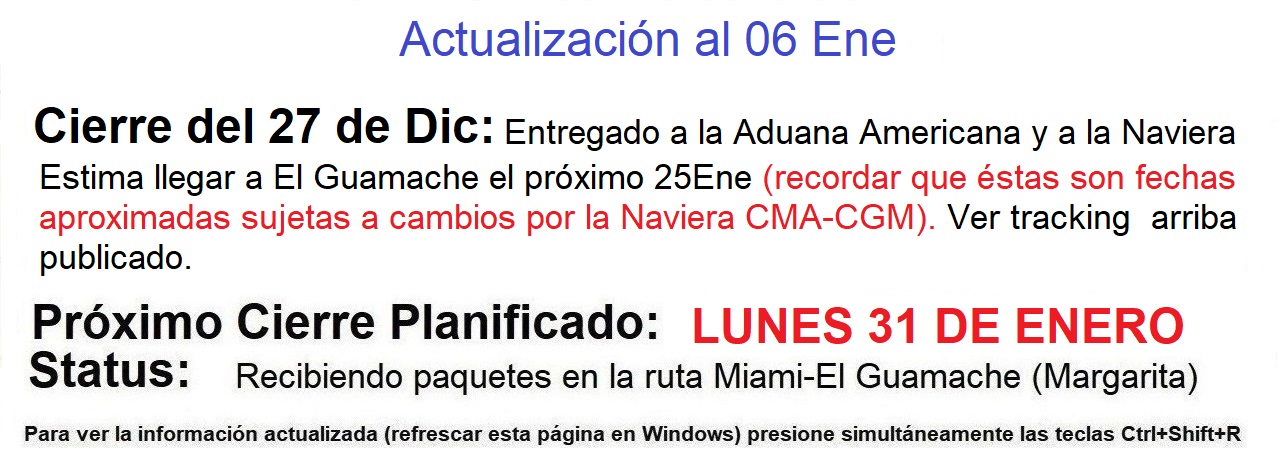 Actualización al 06 Ene
Cierre del 27 de Dic: Entregado a la Aduana Americana y a la Naviera
Estima llegar a El Guamache el próximo 25Ene (recordar que éstas son fechas
aproximadas sujetas a cambios por la Naviera CMA-CGM). Ver tracking arriba
publicado.
Próximo Cierre Planificado: LUNES 31 DE ENERO
Status: Recibiendo paquetes en la ruta Miami-El Guamache (Margarita)
Para ver la información actualizada (refrescar esta página en Windows) presione simultáneamente las teclas Ctrl+Shift+R